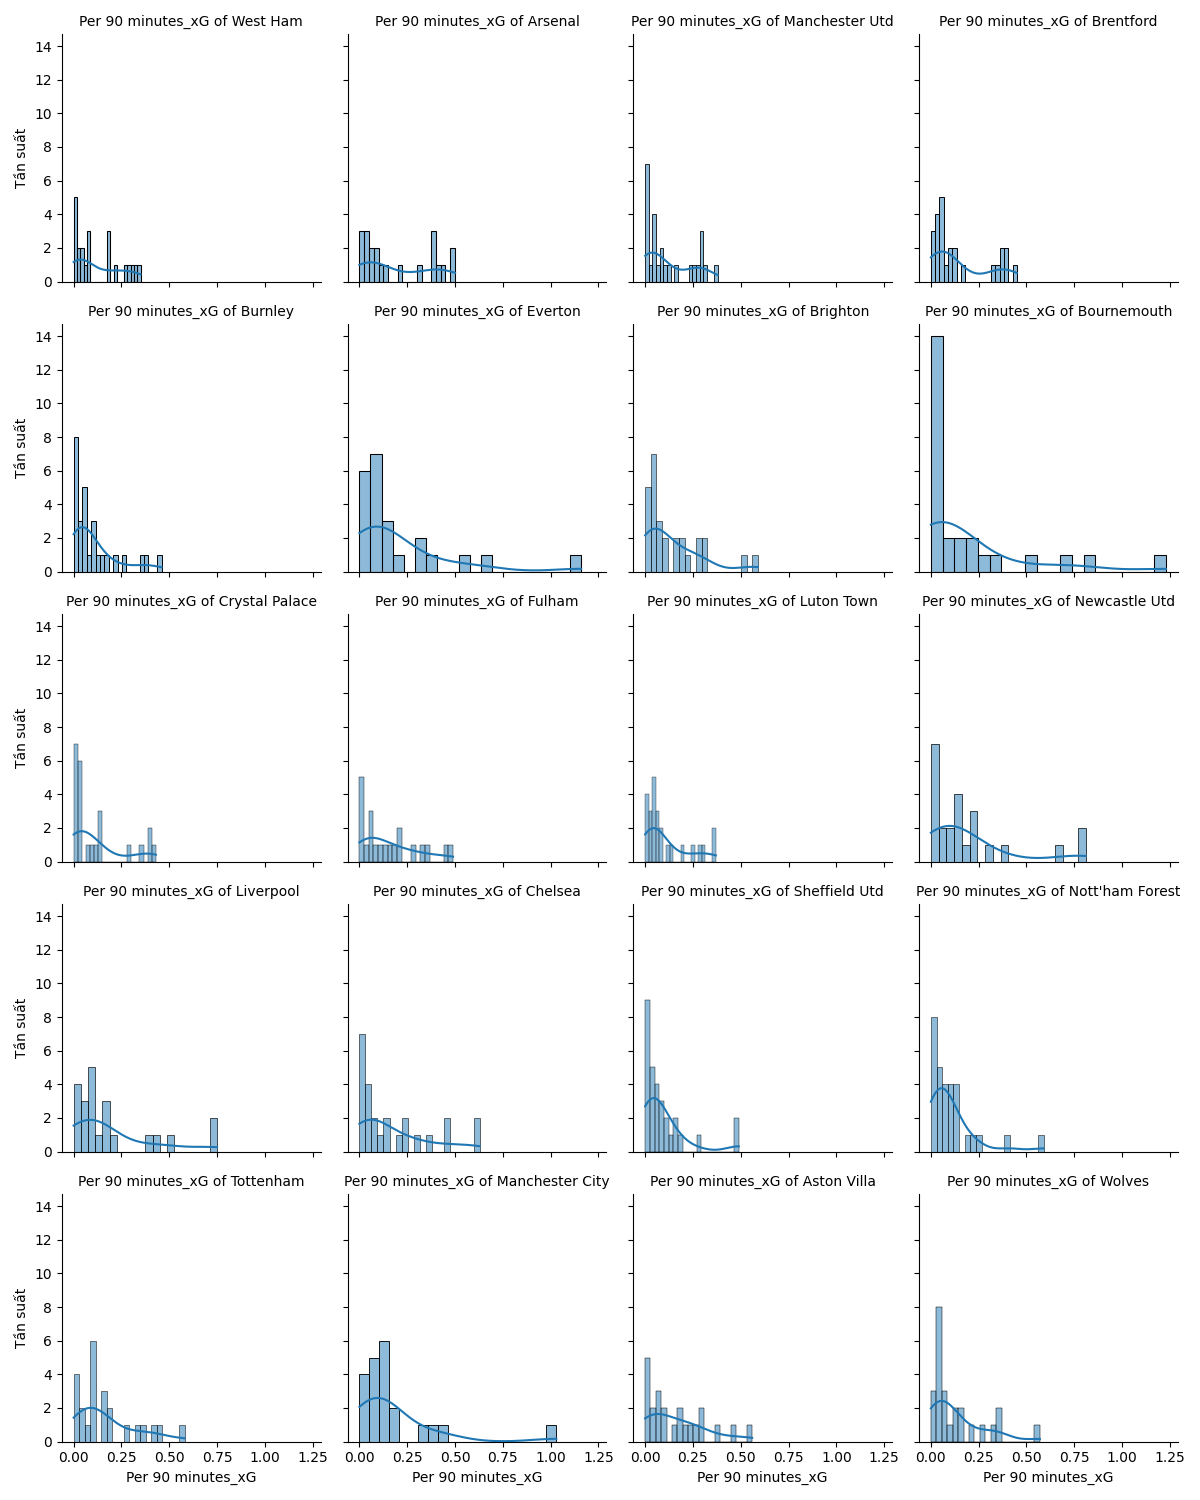 Per 90 minutes_xG of West Ham
Per 90 minutes_xG of Arsenal
Per 90 minutes_xG of Manchester Utd
Per 90 minutes_xG of Brentford
14
12
10
8
6
4
2
0
Tần suất
Per 90 minutes_xG of Burnley
Per 90 minutes_xG of Everton
Per 90 minutes_xG of Brighton
Per 90 minutes_xG of Bournemouth
14
12
10
8
6
4
2
0
Tần suất
Per 90 minutes_xG of Crystal Palace
Per 90 minutes_xG of Fulham
Per 90 minutes_xG of Luton Town
Per 90 minutes_xG of Newcastle Utd
14
12
10
8
6
4
2
0
Tần suất
Per 90 minutes_xG of Liverpool
Per 90 minutes_xG of Chelsea
Per 90 minutes_xG of Sheffield Utd
Per 90 minutes_xG of Nott'ham Forest
14
12
10
8
6
4
2
0
Tần suất
Per 90 minutes_xG of Tottenham
Per 90 minutes_xG of Manchester City
Per 90 minutes_xG of Aston Villa
Per 90 minutes_xG of Wolves
14
12
10
8
6
4
2
0
Tần suất
0.00 0.25 0.50 0.75 1.00 1.25
0.00 0.25 0.50 0.75 1.00 1.25
0.00 0.25 0.50 0.75 1.00 1.25
0.00 0.25 0.50 0.75 1.00 1.25
Per 90 minutes_xG
Per 90 minutes_xG
Per 90 minutes_xG
Per 90 minutes_xG